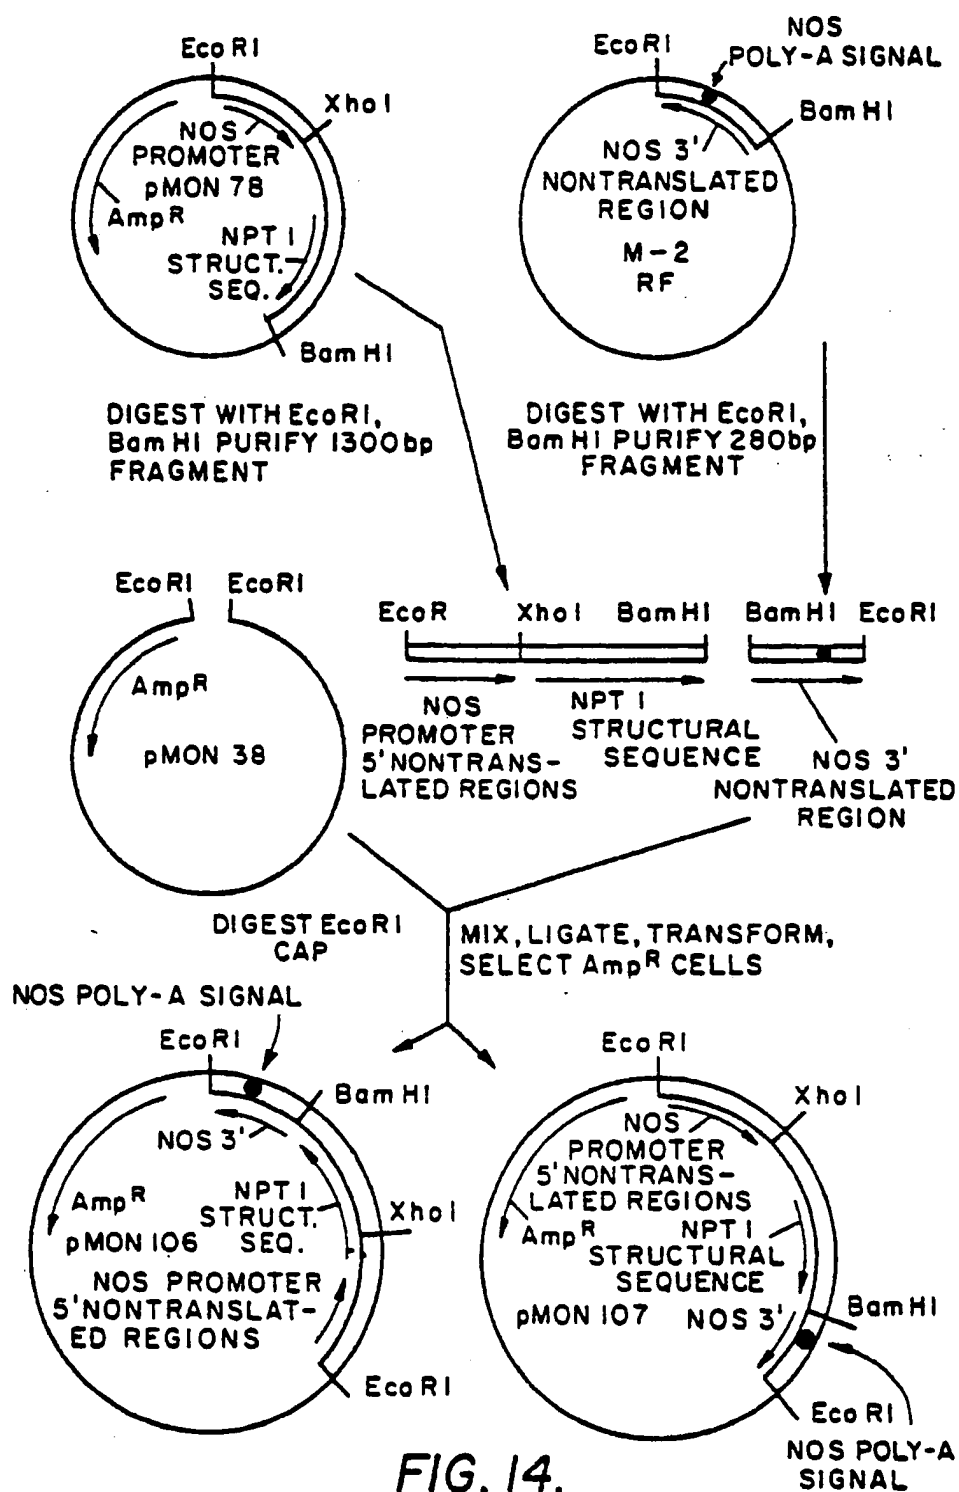 EcoRI
XhoI
NOS
PROMOTER
pMON 78
AmpR
NPT I
STRUCT.
SEQ.
BamHI
NOS
POLY-A SIGNAL
EcoRI
BamHI
NOS 3'
NONTRANSLATED
REGION
M-2
RF
DIGEST WITH EcoRI,
BamHI PURIFY 1300bp
FRAGMENT
DIGEST WITH EcoRI,
BamHI PURIFY 280bp
FRAGMENT
EcoRI EcoRI
AmpR
pMON 38
EcoR XhoI BamHI
NOS
PROMOTER
5'NONTRANS-
LATED REGIONS
NPT I
STRUCTURAL
SEQUENCE
BamHI EcoRI
NOS 3'
NONTRANSLATED
REGION
DIGEST EcoRI
CAP
MIX, LIGATE, TRANSFORM,
SELECT AmpR CELLS
NOS POLY-A SIGNAL
EcoRI
BamHI
NOS 3'
AmpR
NPT I
STRUCT.
SEQ.
XhoI
pMON 106
NOS PROMOTER
5'NONTRANSLAT-
ED REGIONS
EcoRI
EcoRI
XhoI
NOS
PROMOTER
5'NONTRANS-
LATED REGIONS
AmpR
NPT I
STRUCTURAL
SEQUENCE
pMON 107
NOS 3'
BamHI
EcoRI
NOS POLY-A
SIGNAL
FIG. 14.